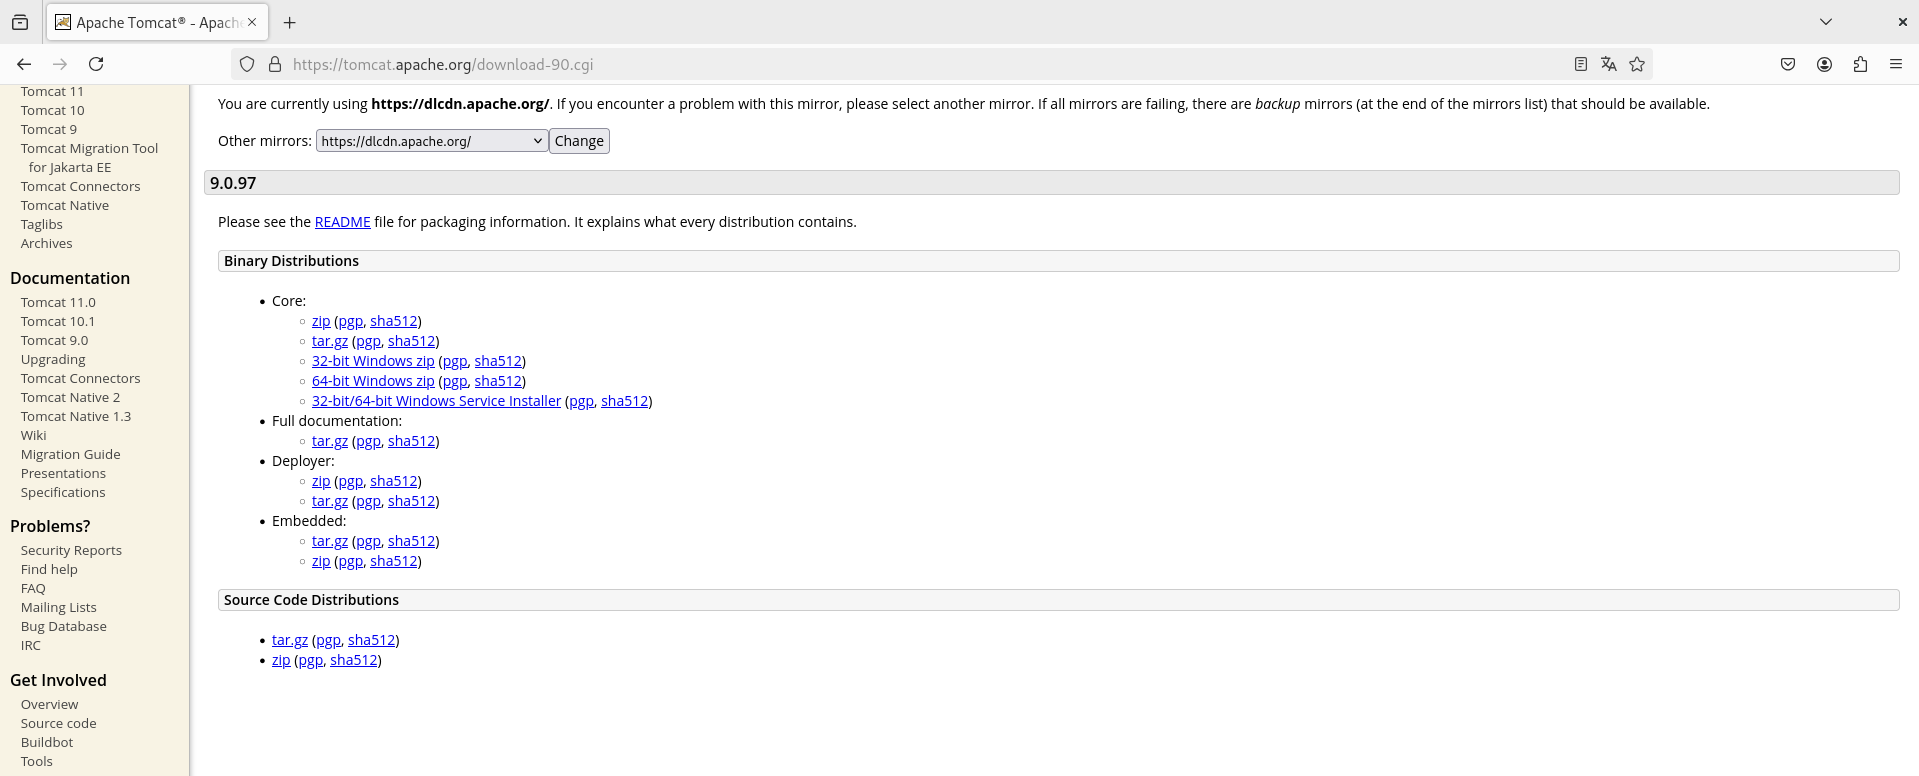 Apache Tomcat® - Apach
https://tomcat.apache.org/download-90.cgi
Tomcat 11
Tomcat 10
Tomcat 9
Tomcat Migration Tool
for Jakarta EE
Tomcat Connectors
Tomcat Native
Taglibs
Archives
Documentation
Tomcat 11.0
Tomcat 10.1
Tomcat 9.0
Upgrading
Tomcat Connectors
Tomcat Native 2
Tomcat Native 1.3
Wiki
Migration Guide
Presentations
Specifications
Problems?
Security Reports
Find help
FAQ
Mailing Lists
Bug Database
IRC
Get Involved
Overview
Source code
Buildbot
Tools
You are currently using https://dlcdn.apache.org/. If you encounter a problem with this mirror, please select another mirror. If all mirrors are failing, there are backup mirrors (at the end of the mirrors list) that should be available.
Other mirrors: https://dlcdn.apache.org/ Change
9.0.97
Please see the README file for packaging information. It explains what every distribution contains.
Binary Distributions
• Core:
○ zip (pgp, sha512)
○ tar.gz (pgp, sha512)
○ 32-bit Windows zip (pgp, sha512)
○ 64-bit Windows zip (pgp, sha512)
○ 32-bit/64-bit Windows Service Installer (pgp, sha512)
• Full documentation:
○ tar.gz (pgp, sha512)
• Deployer:
○ zip (pgp, sha512)
○ tar.gz (pgp, sha512)
• Embedded:
○ tar.gz (pgp, sha512)
○ zip (pgp, sha512)
Source Code Distributions
• tar.gz (pgp, sha512)
• zip (pgp, sha512)